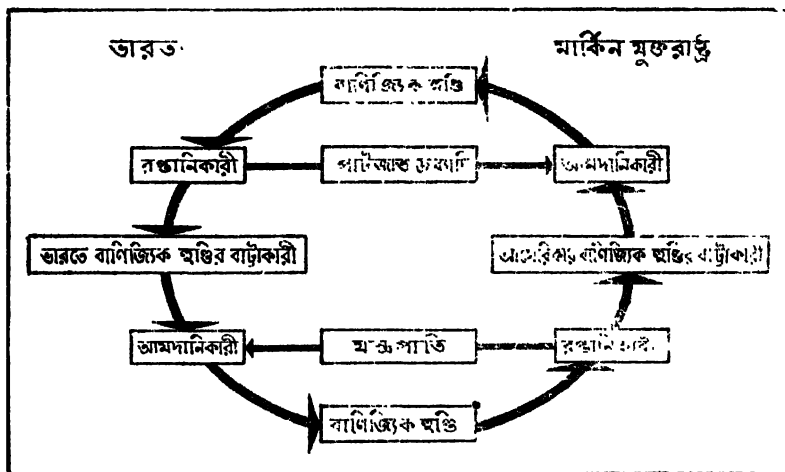 ভারত
মার্কিন যুক্তরাষ্ট্র
বাণিজ্যিক হুণ্ডি
রপ্তানিকারী
পাটজাত দ্রব্যাদি
আমদানিকারী
ভারতে বাণিজ্যিক হুণ্ডির বাট্টাকারী
আমেরিকায় বাণিজ্যিক হুণ্ডির বাট্টাকারী
আমদানিকারী
যন্ত্রপাতি
রপ্তানিকারী
বাণিজ্যিক হুণ্ডি